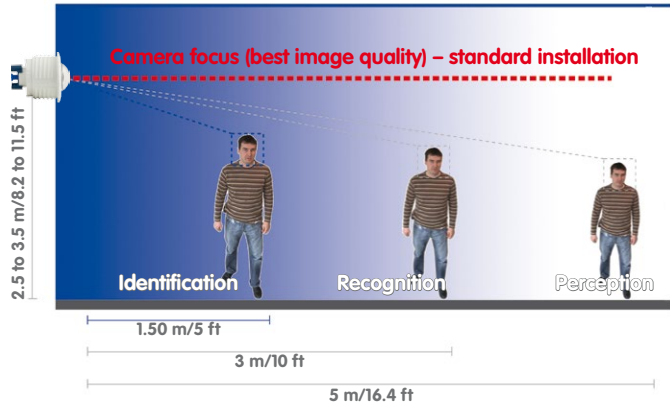 Camera focus (best image quality) – standard installation
2.5 to 3.5 m/8.2 to 11.5 ft
Identification
Recognition
Perception
1.50 m/5 ft
3 m/10 ft
5 m/16.4 ft